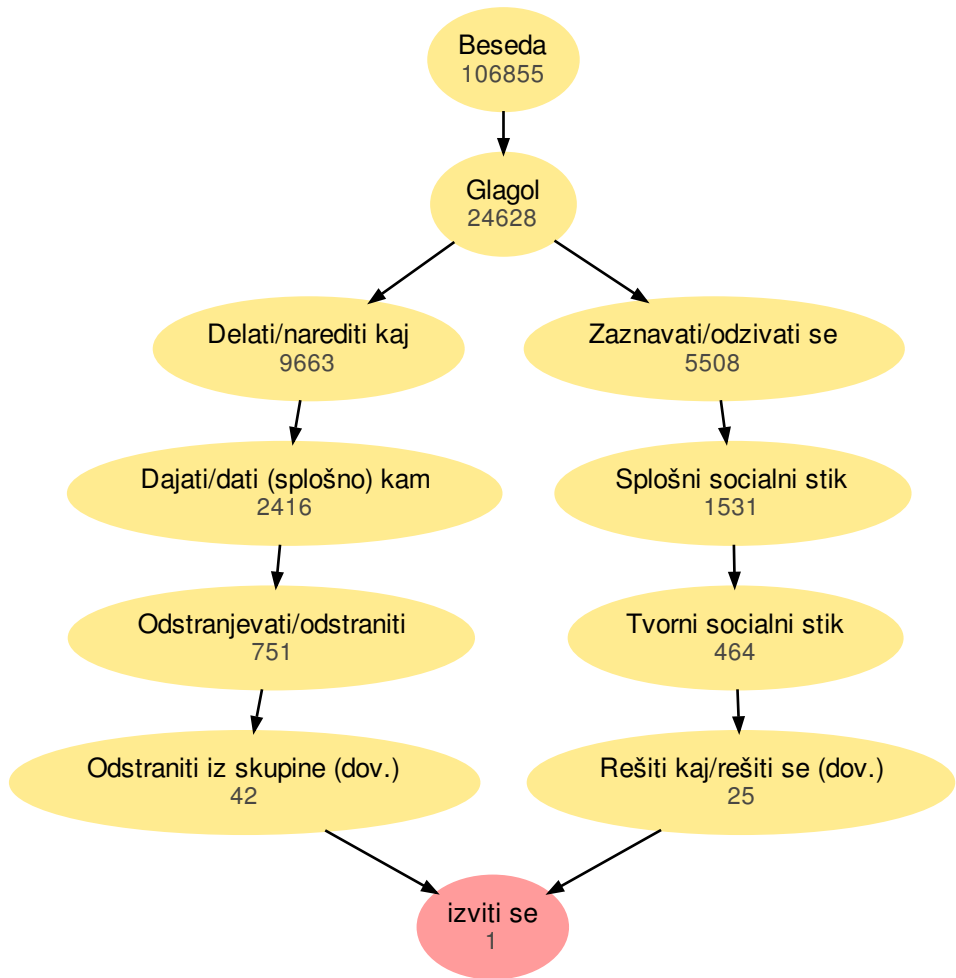 Beseda
106855
Glagol
24628
Delati/narediti kaj
9663
Zaznavati/odzivati se
5508
Dajati/dati (splošno) kam
2416
Splošni socialni stik
1531
Odstranjevati/odstraniti
751
Tvorni socialni stik
464
Odstraniti iz skupine (dov.)
42
Rešiti kaj/rešiti se (dov.)
25
izviti se
1